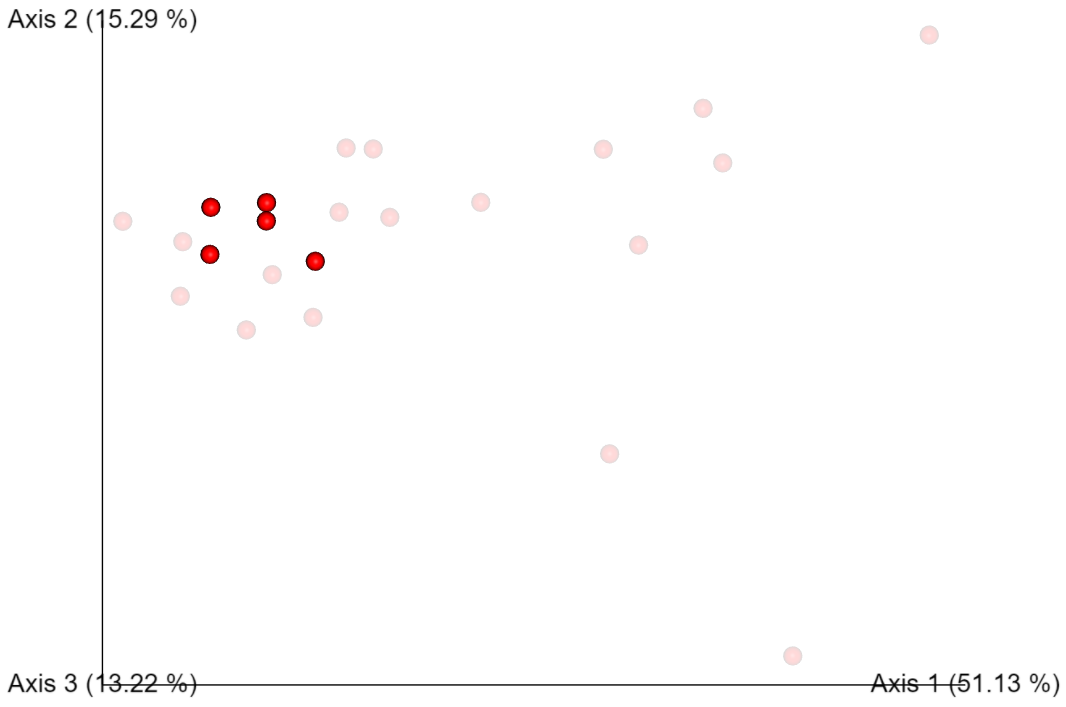 Axis 2 (15.29 %)
Axis 3 (13.22 %)
Axis 1 (51.13 %)